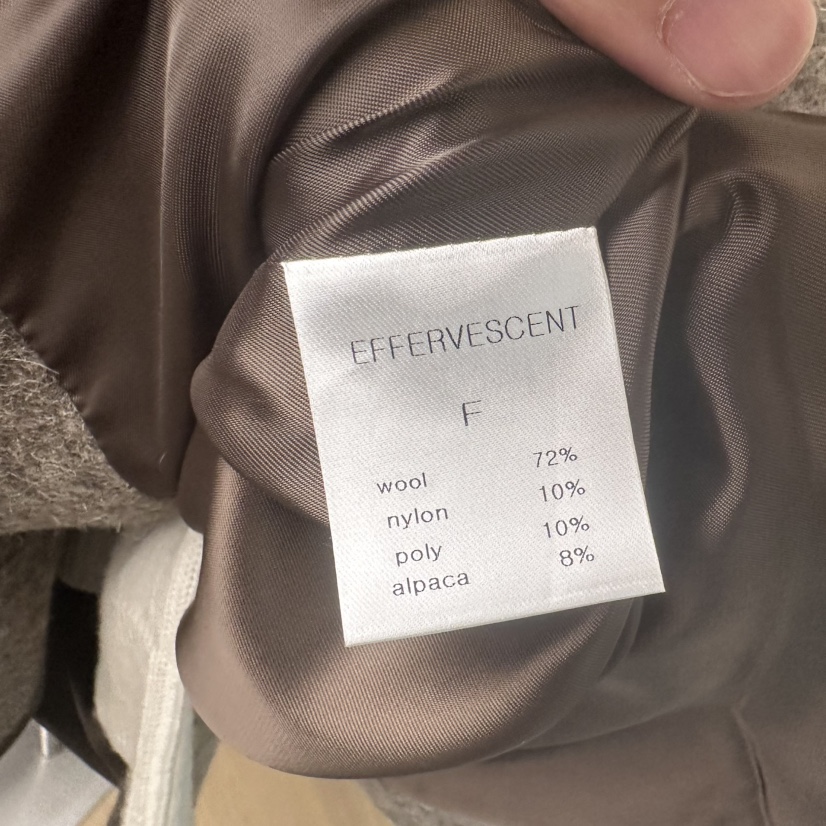 EFFERVESCENT
F
wool 72%
nylon 10%
poly 10%
alpaca 8%